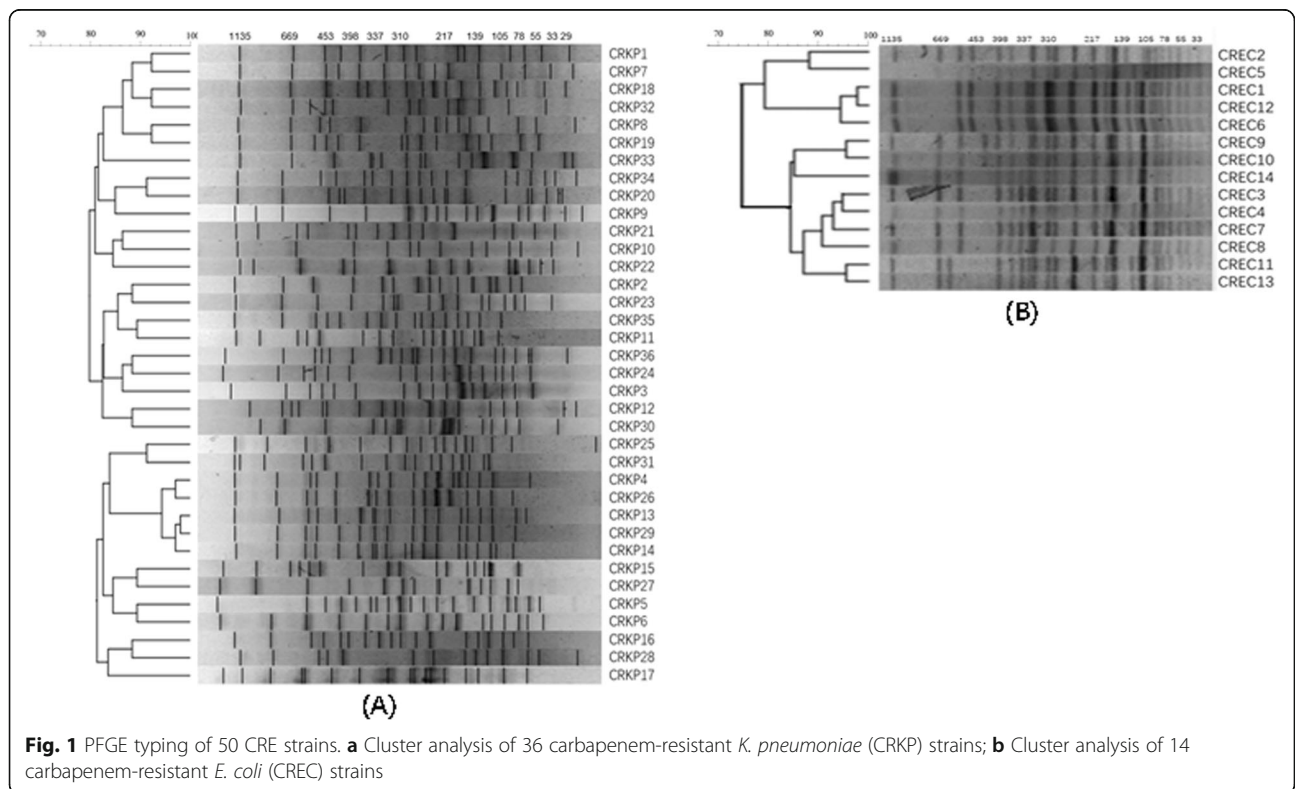 70 80 90 100 1135 669 453 398 337 310 217 139 105 78 55 33 29
CRKP1
CRKP7
CRKP18
CRKP32
CRKP8
CRKP19
CRKP33
CRKP34
CRKP20
CRKP9
CRKP21
CRKP10
CRKP22
CRKP2
CRKP23
CRKP35
CRKP11
CRKP36
CRKP24
CRKP3
CRKP12
CRKP30
CRKP25
CRKP31
CRKP4
CRKP26
CRKP13
CRKP29
CRKP14
CRKP15
CRKP27
CRKP5
CRKP6
CRKP16
CRKP28
CRKP17
(A)
70 80 90 100 1135 669 453 398 337 310 217 139 105 78 55 33
CREC2
CREC5
CREC1
CREC12
CREC6
CREC9
CREC10
CREC14
CREC3
CREC4
CREC7
CREC8
CREC11
CREC13
(B)
Fig. 1 PFGE typing of 50 CRE strains. a Cluster analysis of 36 carbapenem-resistant K. pneumoniae (CRKP) strains; b Cluster analysis of 14
carbapenem-resistant E. coli (CREC) strains